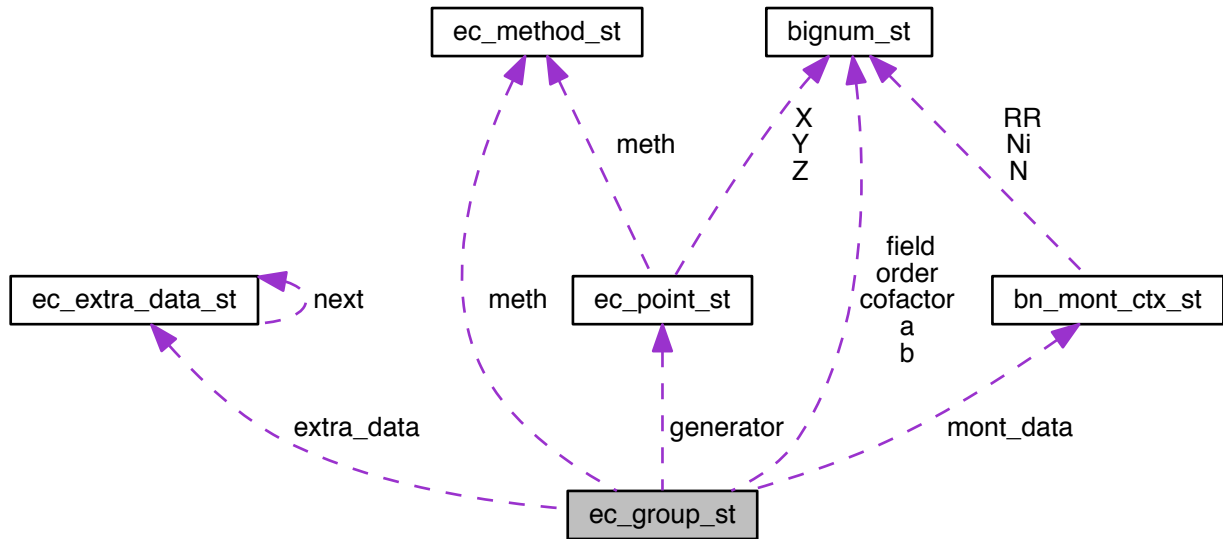 ec_method_st
bignum_st
meth
X
Y
Z
RR
Ni
N
ec_extra_data_st
next
meth
ec_point_st
field
order
cofactor
a
b
bn_mont_ctx_st
extra_data
generator
mont_data
ec_group_st